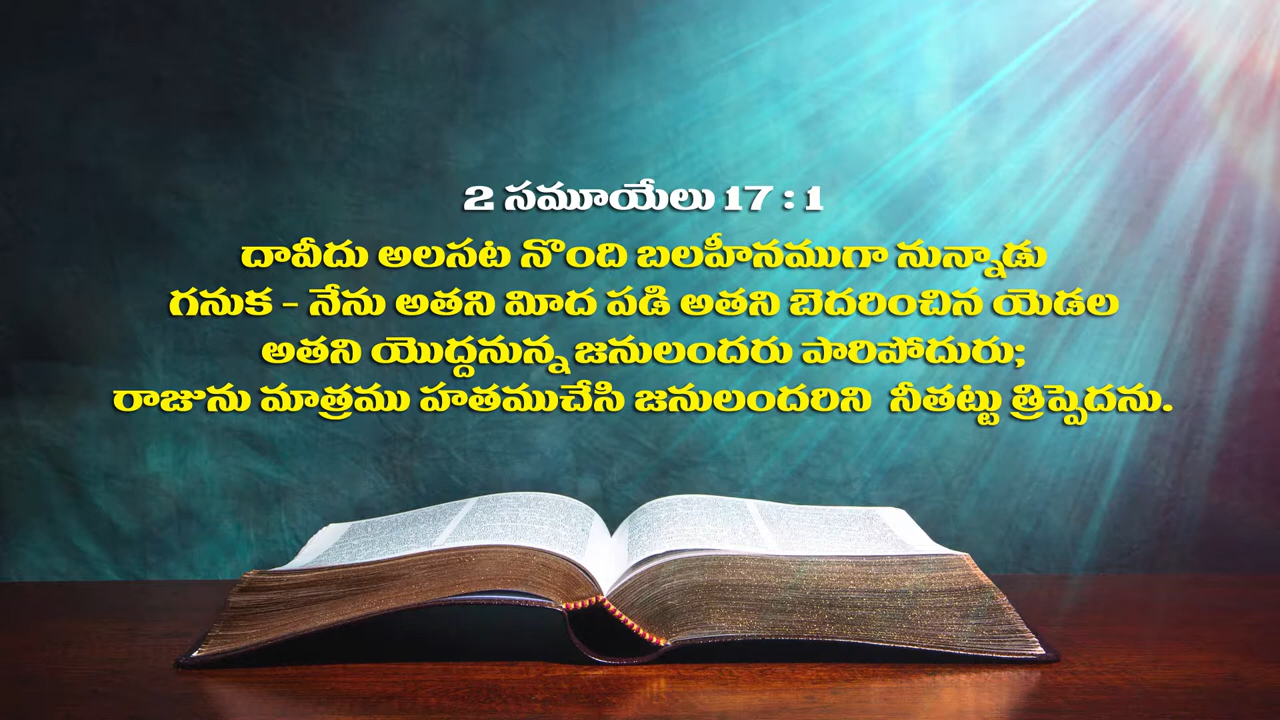 2 సమూయేలు 17 : 1
దావీదు అలసట నొంది బలహీనముగా నున్నాడు
గనుక - నేను అతని మీద పడి అతని బెదరించిన యెడల
అతని యొద్దనున్న జనులందరు పారిపోదురు;
రాజును మాత్రము హతముచేసి జనులందరిని నీతట్టు త్రిప్పెదను.